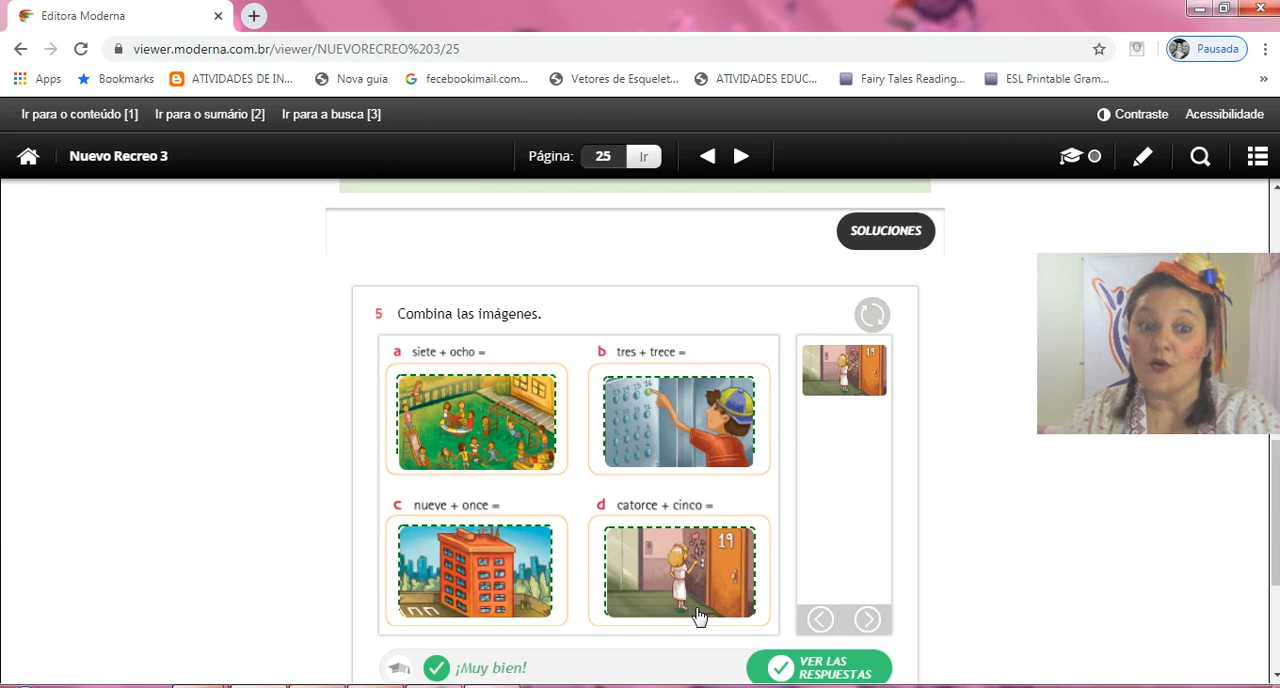 Editora Moderna
viewer.moderna.com.br/viewer/NUEVORECREO%203/25
Pausada
Apps Bookmarks ATIVIDADES DE IN... Nova guia fecebookimail.com... Vetores de Esquelet... ATIVIDADES EDUC... Fairy Tales Reading... ESL Printable Gram... »
Ir para o conteúdo [1] Ir para o sumário [2] Ir para a busca [3] Contraste Acessibilidade
Nuevo Recreo 3 Página: 25 Ir
SOLUCIONES
5 Combina las imágenes.
a siete + ocho = b tres + trece =
15 16
19
c nueve + once = d catorce + cinco =
19
¡Muy bien! VER LAS
RESPUESTAS